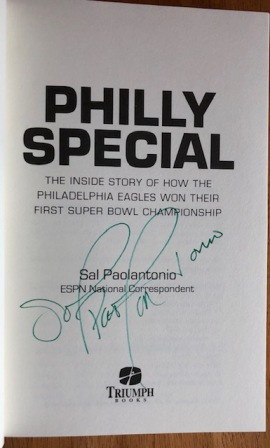 PHILLY
SPECIAL
THE INSIDE STORY OF HOW THE
PHILADELPHIA EAGLES WON THEIR
FIRST SUPER BOWL CHAMPIONSHIP
Sal Paolantonio
ESPN National Correspondent
TRIUMPH
BOOKS